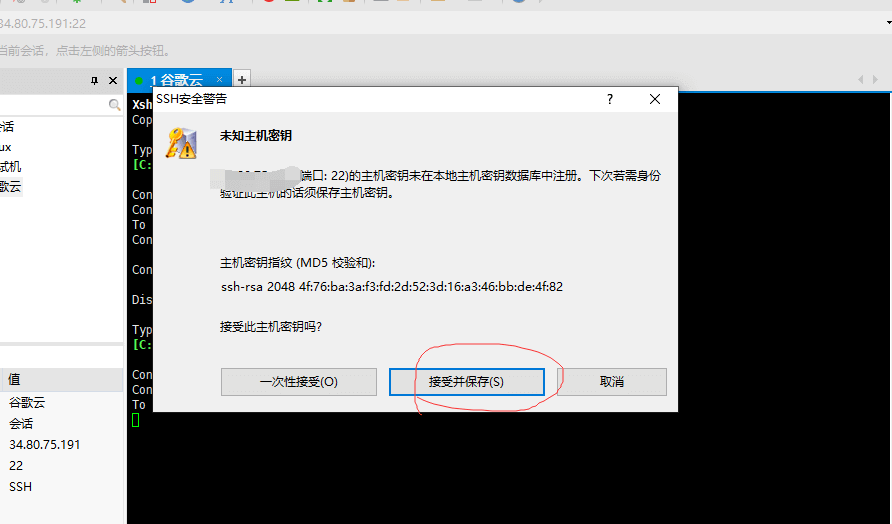 34.80.75.191:22
当前会话，点击左侧的箭头按钮。
1 谷歌云
SSH安全警告
未知主机密钥
端口: 22)的主机密钥未在本地主机密钥数据库中注册。下次若需身份
验证此主机的话须保存主机密钥。
主机密钥指纹 (MD5 校验和):
ssh-rsa 2048 4f:76:ba:3a:f3:fd:2d:52:3d:16:a3:46:bb:de:4f:82
接受此主机密钥吗?
一次性接受(O)
接受并保存(S)
取消
会话
ux
试机
歌云
Xsh
Cop
Typ
[C:
Con
Con
To
Con
Con
Dis
Typ
[C:
Con
Con
To
值
谷歌云
会话
34.80.75.191
22
SSH